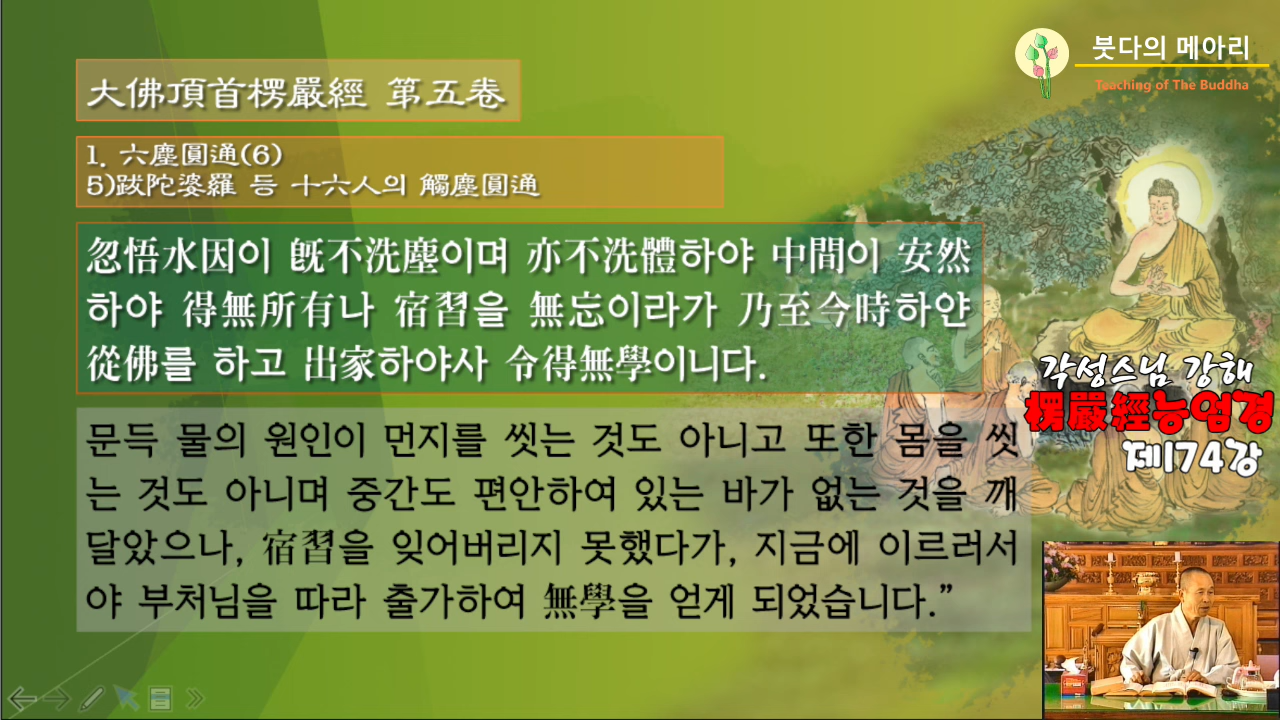 붓다의 메아리
Teaching of The Buddha
大佛頂首楞嚴經 第五卷
1. 六塵圓通(6)
5)跋陀婆羅 등 十六人의 觸塵圓通
忽悟水因이 旣不洗塵이며 亦不洗體하야 中間이 安然
하야 得無所有나 宿習을 無忘이라가 乃至今時하얀
從佛를 하고 出家하야사 令得無學이니다.
문득 물의 원인이 먼지를 씻는 것도 아니고 또한 몸을 씻
는 것도 아니며 중간도 편안하여 있는 바가 없는 것을 깨
달았으나, 宿習을 잊어버리지 못했다가, 지금에 이르러서
야 부처님을 따라 출가하여 無學을 얻게 되었습니다.”
각성스님 강해
楞嚴經능엄경
제174강